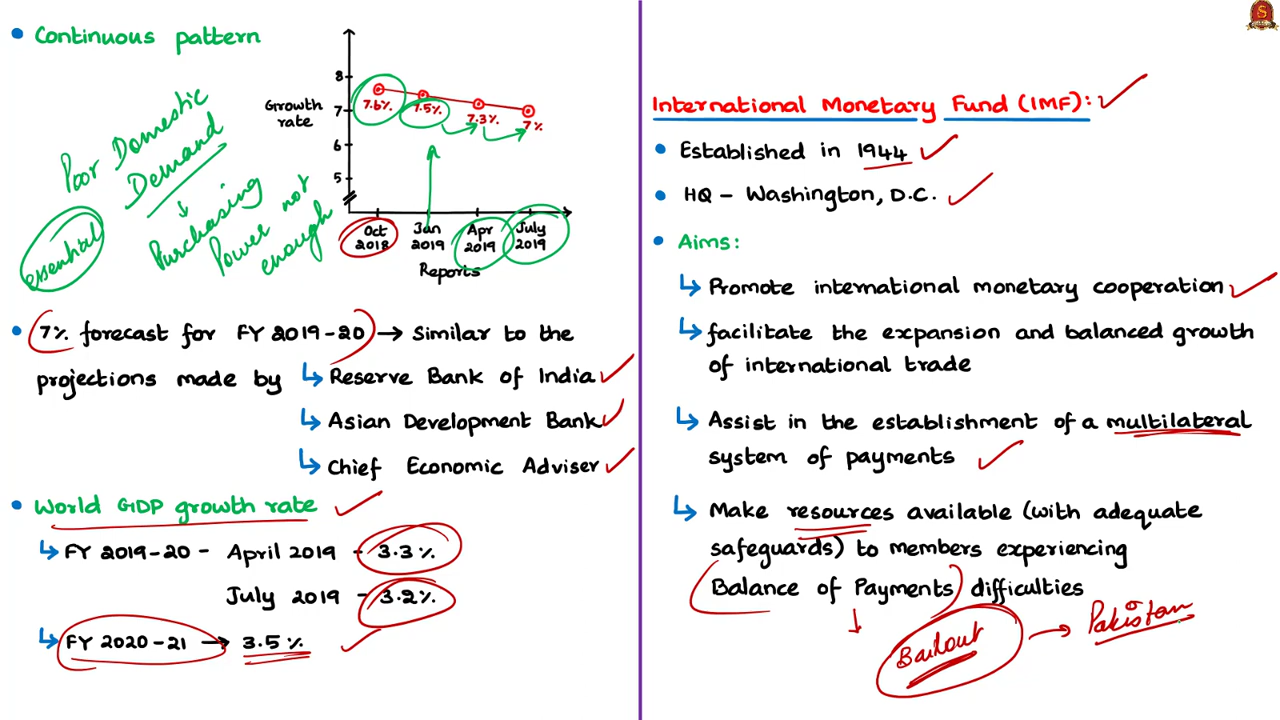 Continuous pattern
Poor Domestic
Demand
↓
Purchasing
Power not
enough
essential
Growth
rate
8
7
6
5
7.6%.
7.5%.
7.3%.
7%
Oct
2018
Jan
2019
Apr
2019
July
2019
Reports
7% forecast for FY 2019-20 → Similar to the
projections made by ↳ Reserve Bank of India
↳ Asian Development Bank
↳ Chief Economic Adviser
World GDP growth rate
↳ FY 2019-20 - April 2019 - 3.3%.
July 2019 - 3.2%.
↳ FY 2020-21 → 3.5%.
International Monetary Fund (IMF):
Established in 1944
HQ - Washington, D.C.
Aims:
↳ Promote international monetary cooperation
↳ facilitate the expansion and balanced growth
of international trade
↳ Assist in the establishment of a multilateral
system of payments
↳ Make resources available (with adequate
safeguards) to members experiencing
Balance of Payments difficulties
↓
Bailout → Pakistan
S